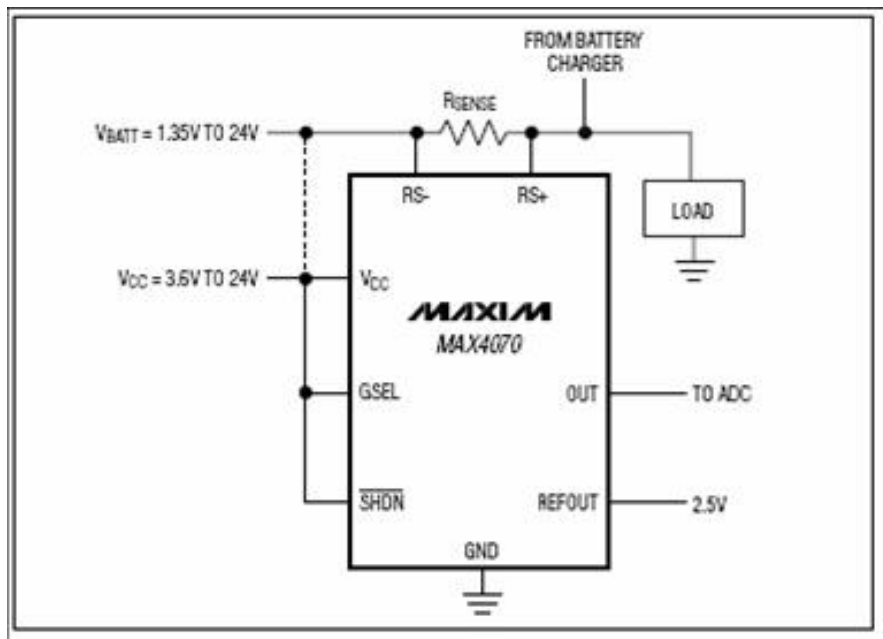 FROM BATTERY
CHARGER
RSENSE
VBATT = 1.35V TO 24V
RS-
RS+
LOAD
VCC = 3.6V TO 24V
VCC
MAXIM
MAX4070
GSEL
OUT
TO ADC
SHDN
REFOUT
2.5V
GND